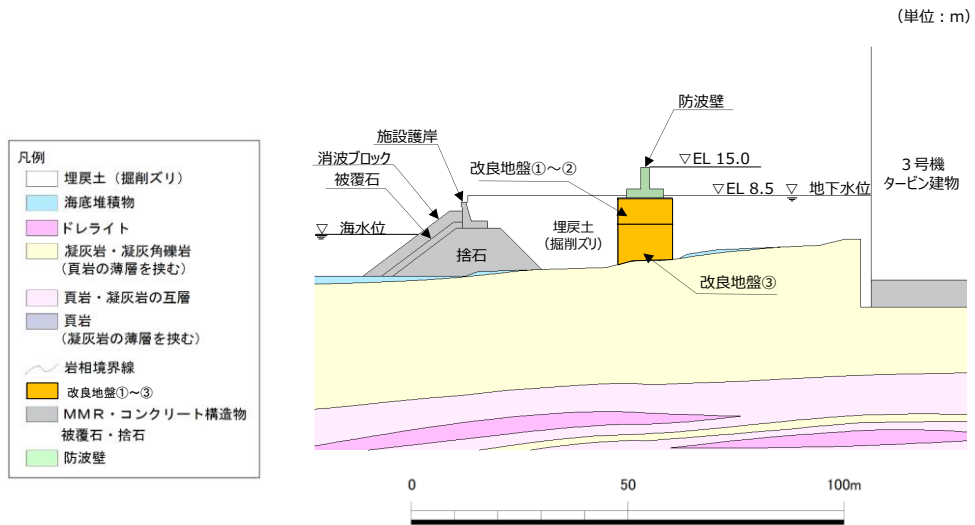 （単位：m）
凡例
埋戻土（掘削ズリ）
海底堆積物
ドレライト
凝灰岩・凝灰角礫岩
(頁岩の薄層を挟む)
頁岩・凝灰岩の互層
頁岩
(凝灰岩の薄層を挟む)
岩相境界線
改良地盤①～③
ＭＭＲ・コンクリート構造物
被覆石・捨石
防波壁
防波壁
施設護岸
消波ブロック
被覆石
改良地盤①～②
▽EL 15.0
３号機
タービン建物
▽EL 8.5
▽ 地下水位
▽ 海水位
埋戻土
(掘削ズリ)
捨石
改良地盤③
0
50
100m